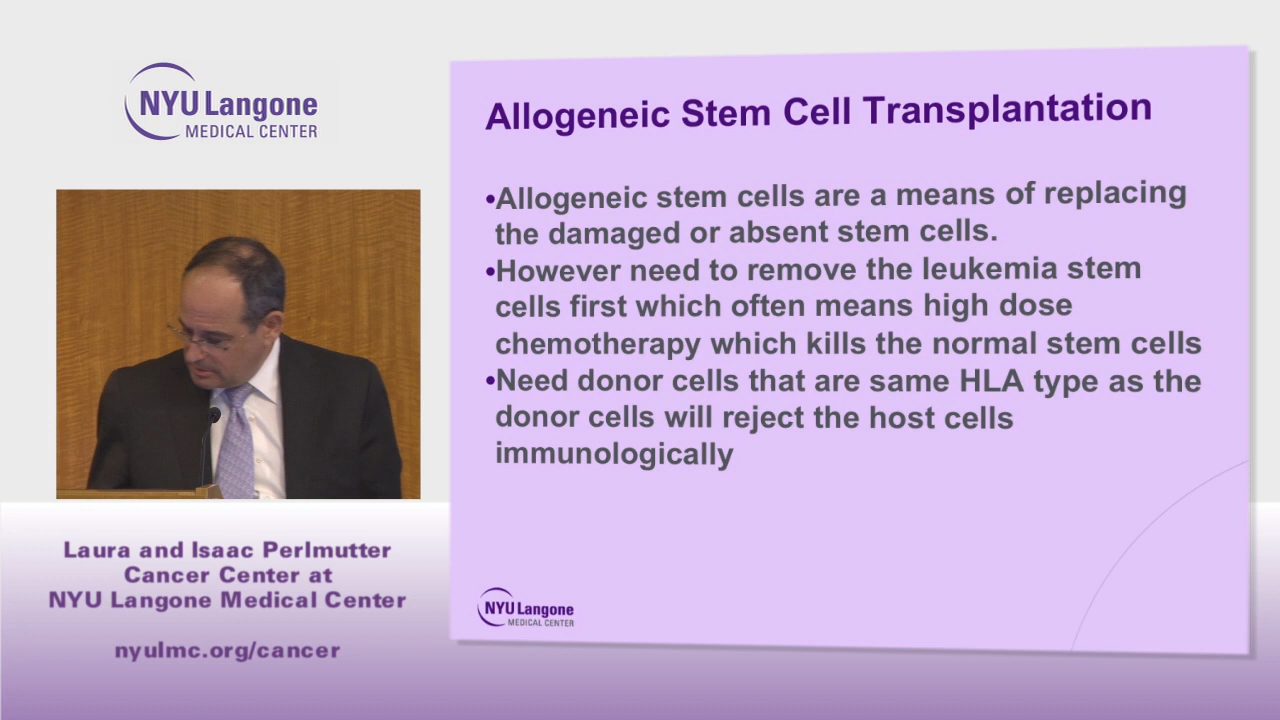 NYU Langone
MEDICAL CENTER
Allogeneic Stem Cell Transplantation
•Allogeneic stem cells are a means of replacing
the damaged or absent stem cells.
•However need to remove the leukemia stem
cells first which often means high dose
chemotherapy which kills the normal stem cells
•Need donor cells that are same HLA type as the
donor cells will reject the host cells
immunologically
NYU Langone
MEDICAL CENTER
Laura and Isaac Perlmutter
Cancer Center at
NYU Langone Medical Center
nyulmc.org/cancer